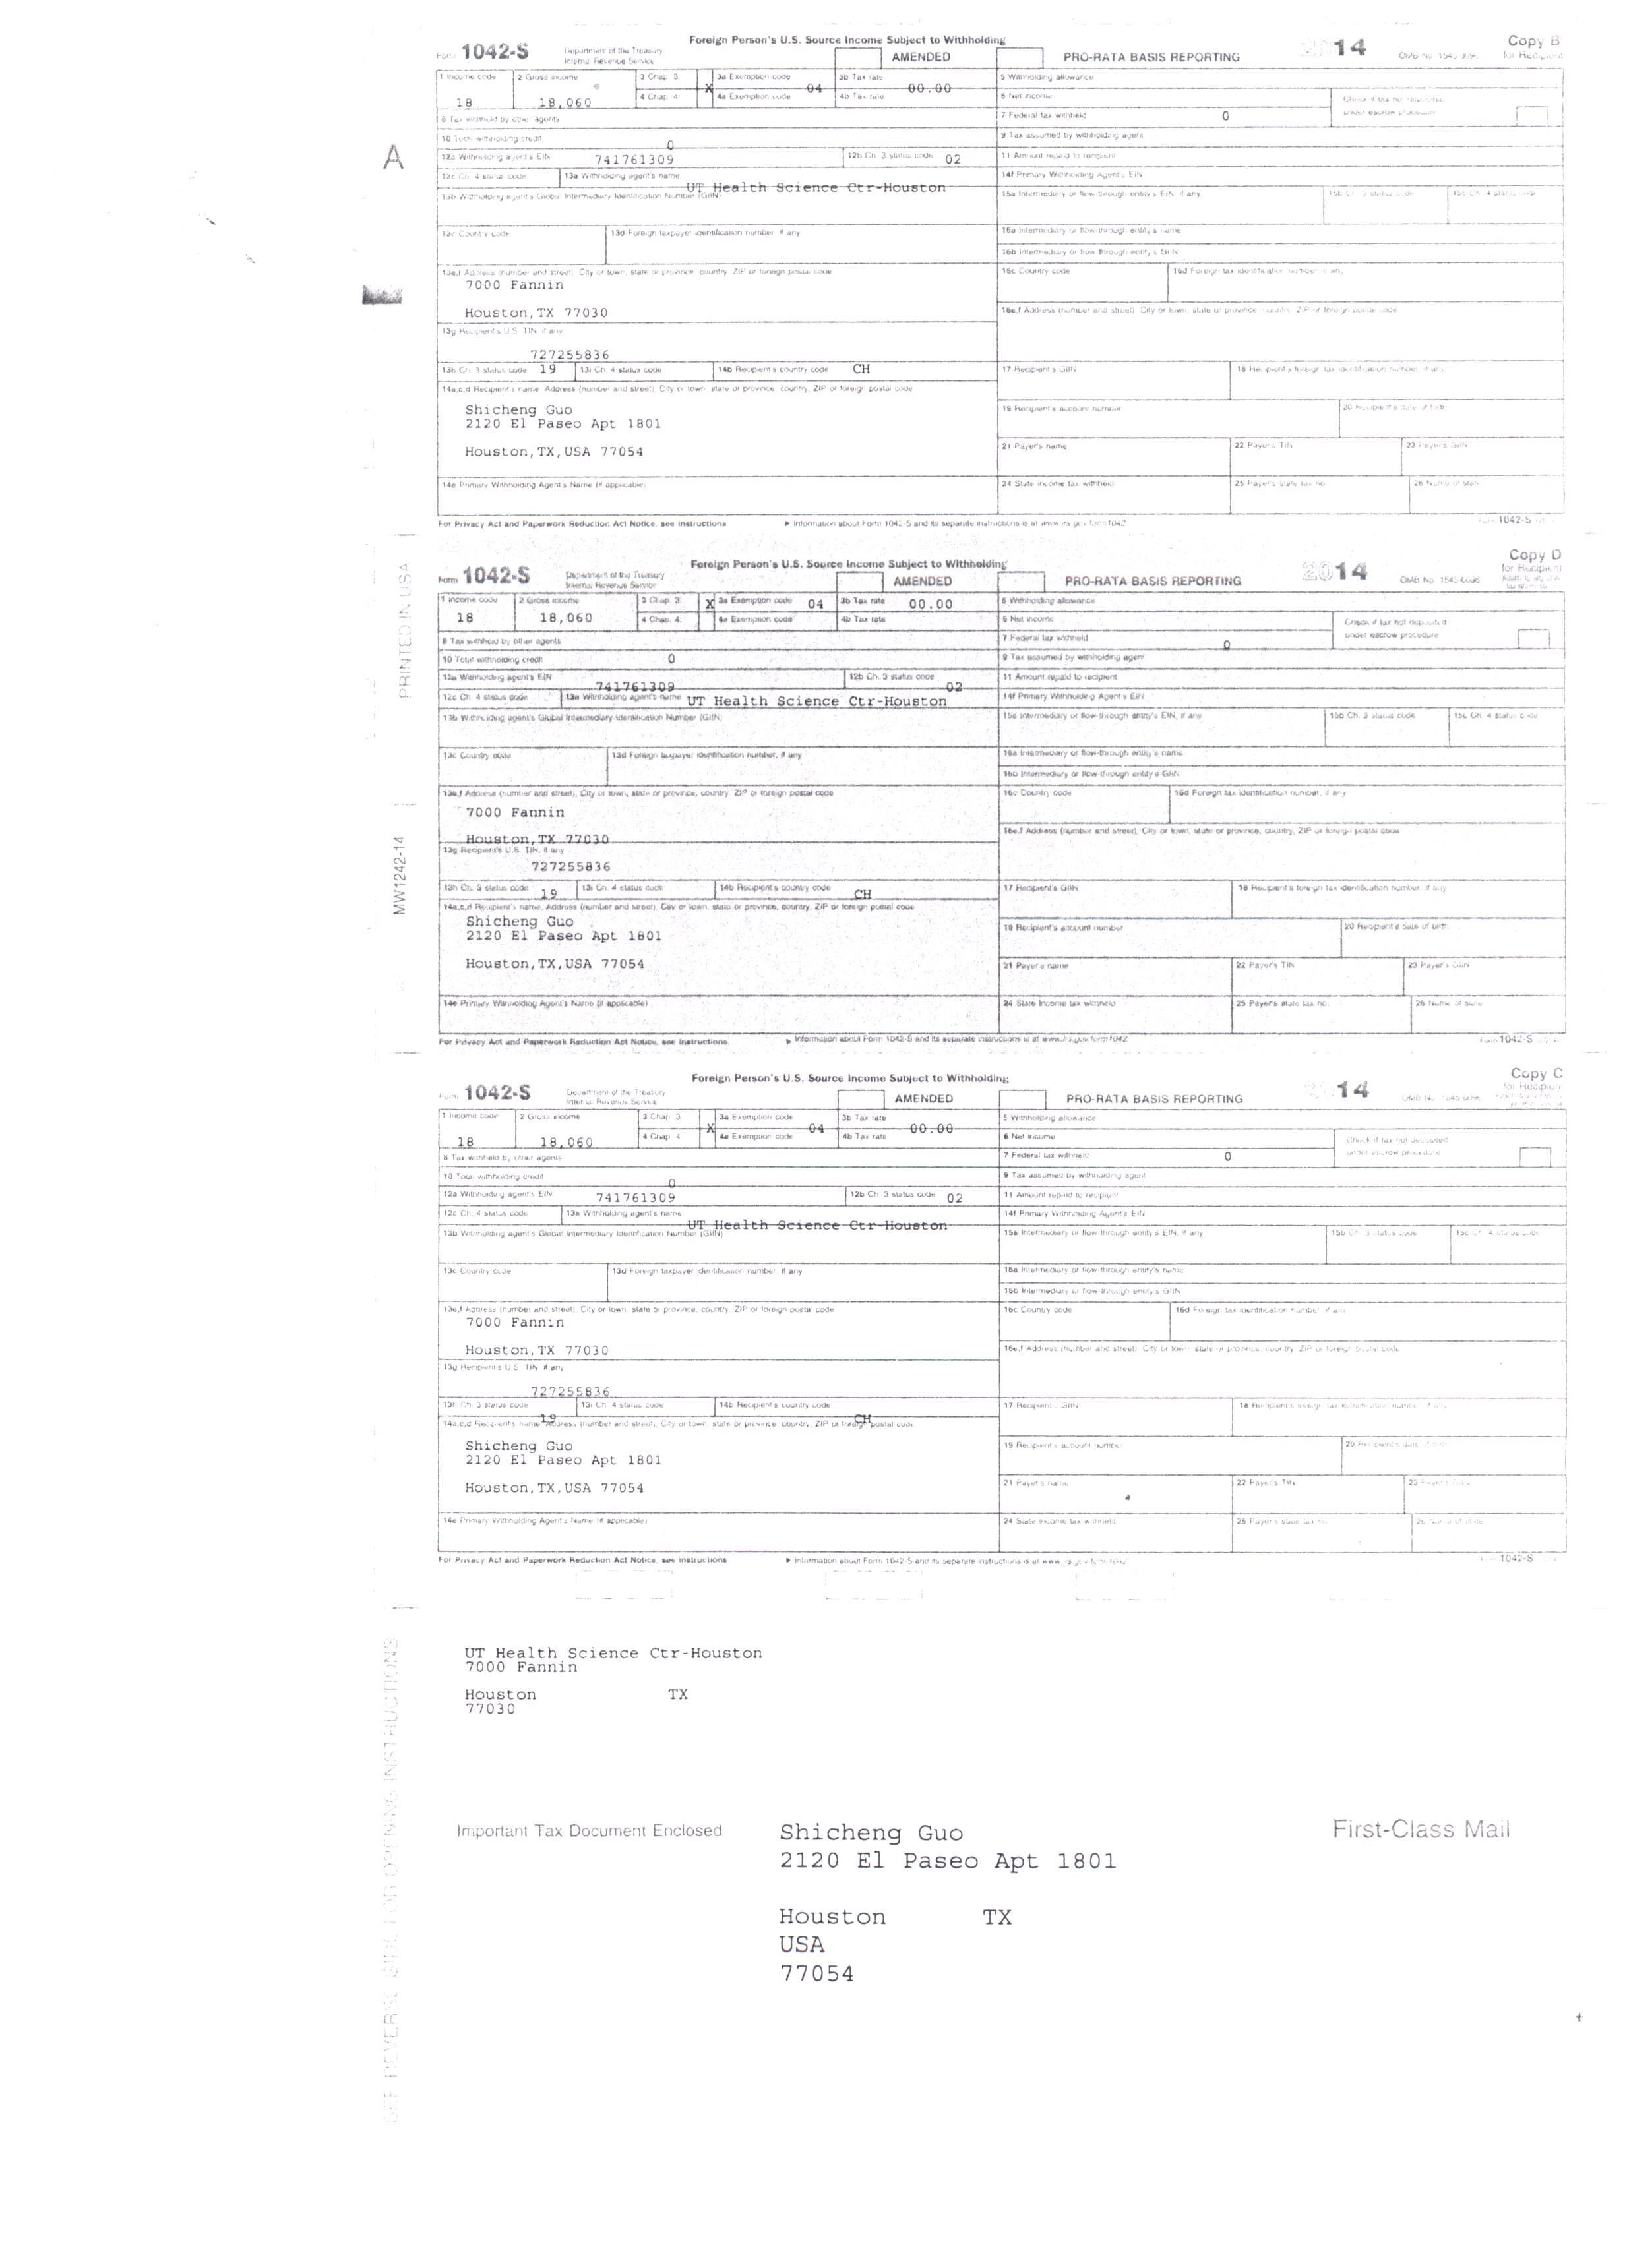 Foreign Person's U.S. Source Income Subject to Withholding
Form 1042-S Department of the Treasury Internal Revenue Service AMENDED PRO-RATA BASIS REPORTING 2014 OMB No. 1545-0096 Copy B for Recipient
1 Income code 2 Gross income 3 Chap. 3: X 3a Exemption code 04 3b Tax rate 00.00 5 Withholding allowance
18 18,060 4 Chap. 4 4a Exemption code 4b Tax rate 6 Net income Check if tax not deposited under escrow procedure
8 Tax withheld by other agents 7 Federal tax withheld 0
10 Total withholding credit 0 9 Tax assumed by withholding agent
12a Withholding agent's EIN 741761309 12b Ch. 3 status code 02 11 Amount repaid to recipient
12c Ch. 4 status code 13a Withholding agent's name UT Health Science Ctr-Houston 14f Primary Withholding Agent's EIN
13b Withholding agent's Global Intermediary Identification Number (GIIN) 15a Intermediary or flow-through entity's EIN, if any 15b Ch. 3 status code 15c Ch. 4 status code
13c Country code 13d Foreign taxpayer identification number, if any 16a Intermediary or flow-through entity's name
16b Intermediary or flow-through entity's GIIN
13e,f Address (number and street), City or town, state or province, country, ZIP or foreign postal code 16c Country code 16d Foreign tax identification number, if any
7000 Fannin
Houston,TX 77030 16e,f Address (number and street), City or town, state or province, country, ZIP or foreign postal code
13g Recipient's U.S. TIN, if any
727255836
13h Ch. 3 status code 19 13i Ch. 4 status code 14b Recipient's country code CH 17 Recipient's GIIN 18 Recipient's foreign tax identification number, if any
14a,c,d Recipient's name, Address (number and street), City or town, state or province, country, ZIP or foreign postal code
Shicheng Guo 19 Recipient's account number 20 Recipient's date of birth
2120 El Paseo Apt 1801
Houston,TX,USA 77054 21 Payer's name 22 Payer's TIN 23 Payer's GIIN
14e Primary Withholding Agent's Name (if applicable) 24 State income tax withheld 25 Payer's state tax no. 26 Name of state
For Privacy Act and Paperwork Reduction Act Notice, see instructions ▶ Information about Form 1042-S and its separate instructions is at www.irs.gov/form1042 Form 1042-S
A
PRINTED IN USA
MW1242-14
Foreign Person's U.S. Source Income Subject to Withholding
Form 1042-S Department of the Treasury Internal Revenue Service AMENDED PRO-RATA BASIS REPORTING 2014 OMB No. 1545-0096 Copy D for Recipient
1 Income code 2 Gross income 3 Chap. 3: X 3a Exemption code 04 3b Tax rate 00.00 5 Withholding allowance
18 18,060 4 Chap. 4: 4a Exemption code 4b Tax rate 6 Net income Check if tax not deposited under escrow procedure
8 Tax withheld by other agents 7 Federal tax withheld 0
10 Total withholding credit 0 9 Tax assumed by withholding agent
12a Withholding agent's EIN 741761309 12b Ch. 3 status code 02 11 Amount repaid to recipient
12c Ch. 4 status code 13a Withholding agent's name UT Health Science Ctr-Houston 14f Primary Withholding Agent's EIN
13b Withholding agent's Global Intermediary Identification Number (GIIN) 15a Intermediary or flow-through entity's EIN, if any 15b Ch. 3 status code 15c Ch. 4 status code
13c Country code 13d Foreign taxpayer identification number, if any 16a Intermediary or flow-through entity's name
16b Intermediary or flow-through entity's GIIN
13e,f Address (number and street), City or town, state or province, country, ZIP or foreign postal code 16c Country code 16d Foreign tax identification number, if any
7000 Fannin
Houston,TX 77030 16e,f Address (number and street), City or town, state or province, country, ZIP or foreign postal code
13g Recipient's U.S. TIN, if any
727255836
13h Ch. 3 status code 19 13i Ch. 4 status code 14b Recipient's country code CH 17 Recipient's GIIN 18 Recipient's foreign tax identification number, if any
14a,c,d Recipient's name, Address (number and street), City or town, state or province, country, ZIP or foreign postal code
Shicheng Guo 19 Recipient's account number 20 Recipient's date of birth
2120 El Paseo Apt 1801
Houston,TX,USA 77054 21 Payer's name 22 Payer's TIN 23 Payer's GIIN
14e Primary Withholding Agent's Name (if applicable) 24 State income tax withheld 25 Payer's state tax no. 26 Name of state
For Privacy Act and Paperwork Reduction Act Notice, see instructions. ▶ Information about Form 1042-S and its separate instructions is at www.irs.gov/form1042 Form 1042-S
Foreign Person's U.S. Source Income Subject to Withholding
Form 1042-S Department of the Treasury Internal Revenue Service AMENDED PRO-RATA BASIS REPORTING 2014 OMB No. 1545-0096 Copy C for Recipient
1 Income code 2 Gross income 3 Chap. 3 X 3a Exemption code 04 3b Tax rate 00.00 5 Withholding allowance
18 18,060 4 Chap. 4 4a Exemption code 4b Tax rate 6 Net income Check if tax not deposited under escrow procedure
8 Tax withheld by other agents 7 Federal tax withheld 0
10 Total withholding credit 0 9 Tax assumed by withholding agent
12a Withholding agent's EIN 741761309 12b Ch. 3 status code 02 11 Amount repaid to recipient
12c Ch. 4 status code 13a Withholding agent's name UT Health Science Ctr-Houston 14f Primary Withholding Agent's EIN
13b Withholding agent's Global Intermediary Identification Number (GIIN) 15a Intermediary or flow-through entity's EIN, if any 15b Ch. 3 status code 15c Ch. 4 status code
13c Country code 13d Foreign taxpayer identification number, if any 16a Intermediary or flow-through entity's name
16b Intermediary or flow-through entity's GIIN
13e,f Address (number and street), City or town, state or province, country, ZIP or foreign postal code 16c Country code 16d Foreign tax identification number, if any
7000 Fannin
Houston,TX 77030 16e,f Address (number and street), City or town, state or province, country, ZIP or foreign postal code
13g Recipient's U.S. TIN, if any
727255836
13h Ch. 3 status code 19 13i Ch. 4 status code 14b Recipient's country code CH 17 Recipient's GIIN 18 Recipient's foreign tax identification number, if any
14a,c,d Recipient's name, Address (number and street), City or town, state or province, country, ZIP or foreign postal code
Shicheng Guo 19 Recipient's account number 20 Recipient's date of birth
2120 El Paseo Apt 1801
Houston,TX,USA 77054 21 Payer's name 22 Payer's TIN 23 Payer's GIIN
14e Primary Withholding Agent's Name (if applicable) 24 State income tax withheld 25 Payer's state tax no. 26 Name of state
For Privacy Act and Paperwork Reduction Act Notice, see instructions ▶ Information about Form 1042-S and its separate instructions is at www.irs.gov/form1042 Form 1042-S
SEE REVERSE SIDE FOR OPENING INSTRUCTIONS
UT Health Science Ctr-Houston
7000 Fannin
Houston TX
77030
Important Tax Document Enclosed
Shicheng Guo
2120 El Paseo Apt 1801
First-Class Mail
Houston TX
USA
77054